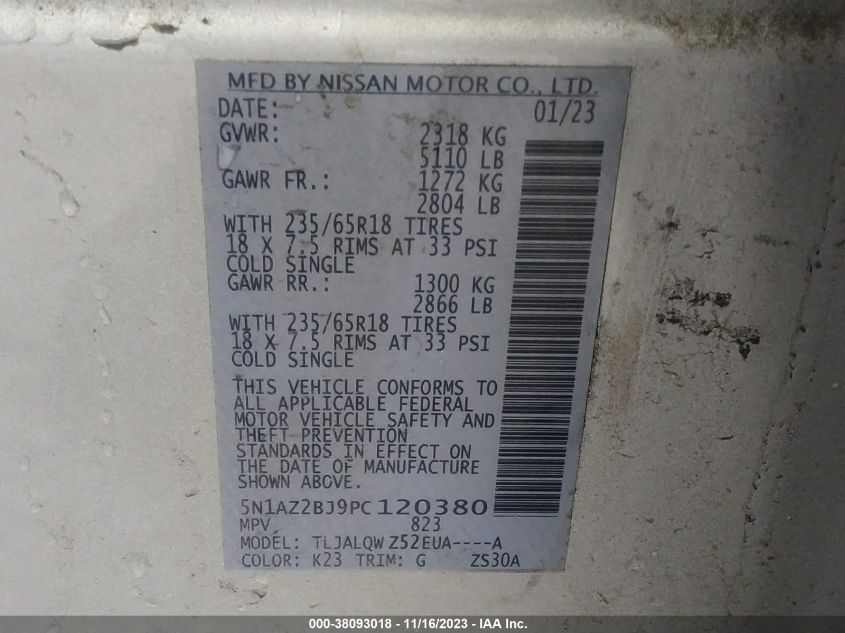 MFD BY NISSAN MOTOR CO., LTD.
DATE: 01/23
GVWR: 2318 KG
5110 LB
GAWR FR.: 1272 KG
2804 LB
WITH 235/65R18 TIRES
18 X 7.5 RIMS AT 33 PSI
COLD SINGLE
GAWR RR.: 1300 KG
2866 LB
WITH 235/65R18 TIRES
18 X 7.5 RIMS AT 33 PSI
COLD SINGLE
THIS VEHICLE CONFORMS TO
ALL APPLICABLE FEDERAL
MOTOR VEHICLE SAFETY AND
THEFT PREVENTION
STANDARDS IN EFFECT ON
THE DATE OF MANUFACTURE
SHOWN ABOVE.
5N1AZ2BJ9PC120380
MPV 823
MODEL: TLJALQW Z52EUA----A
COLOR: K23 TRIM: G ZS30A
000-38093018 - 11/16/2023 - IAA Inc.